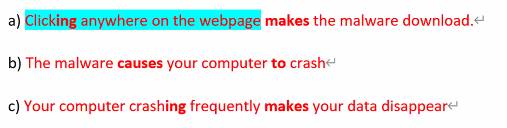 a) Clicking anywhere on the webpage makes the malware download.
b) The malware causes your computer to crash
c) Your computer crashing frequently makes your data disappear